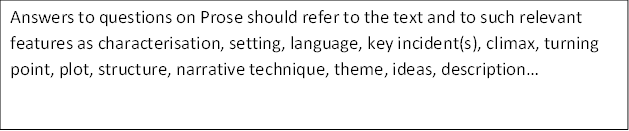 Answers to questions on Prose should refer to the text and to such relevant
features as characterisation, setting, language, key incident(s), climax, turning
point, plot, structure, narrative technique, theme, ideas, description…